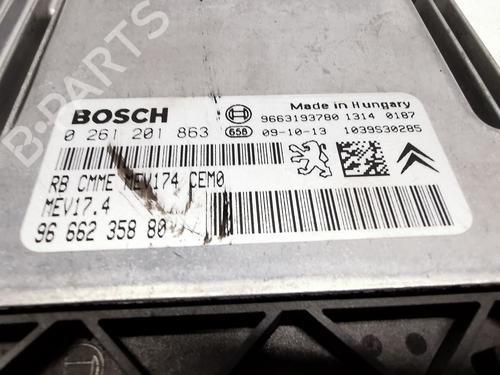 B-PARTS
BOSCH
Made in Hungary
9663193780 1314 0187
0 261 201 863
658 09-10-13 1039530285
RB CMME MEV174 CEM0
MEV17.4
96 662 358 80